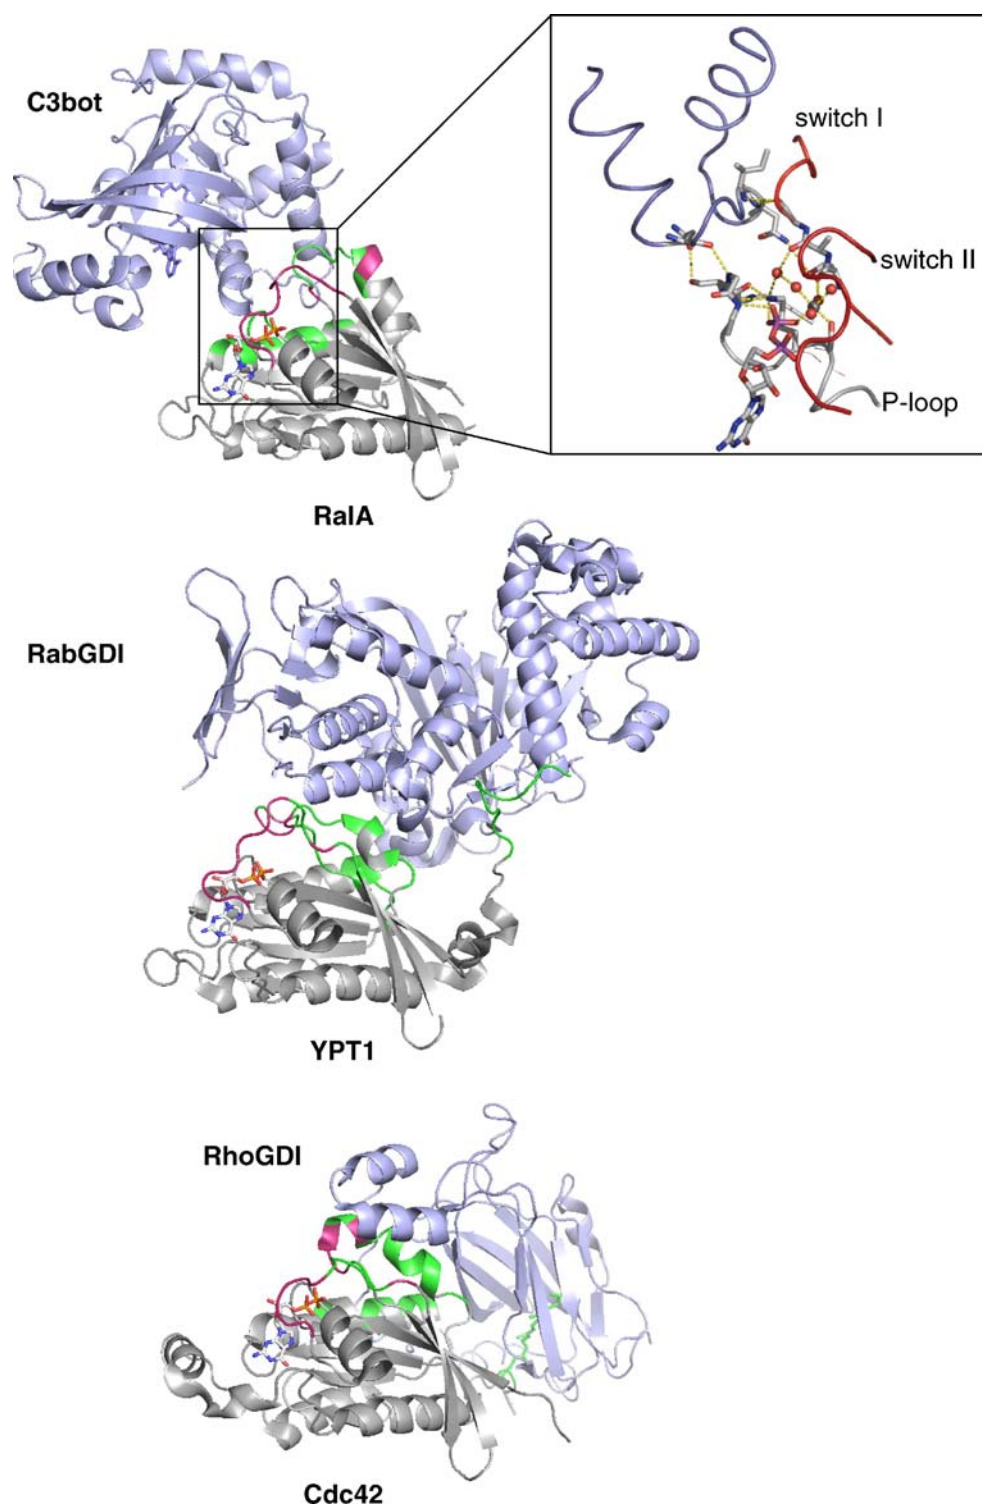 C3bot
switch I
switch II
P-loop
RalA
RabGDI
YPT1
RhoGDI
Cdc42